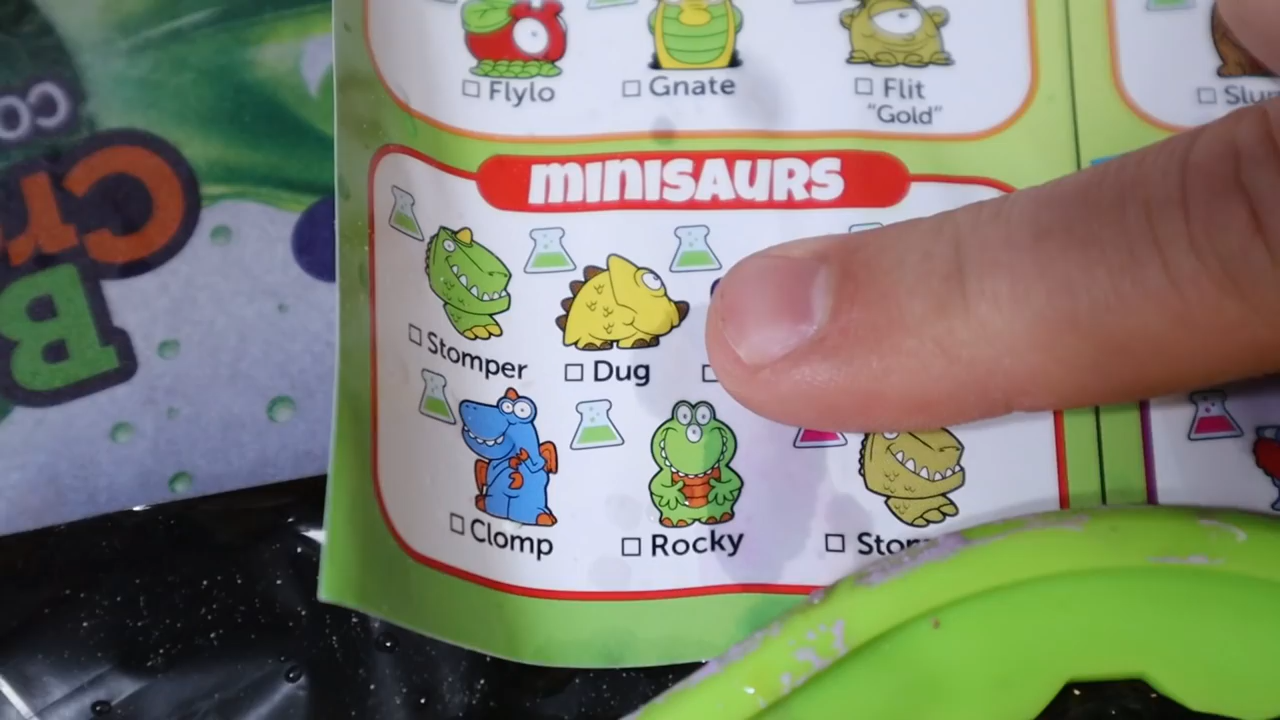 Flylo
Gnate
Flit
"Gold"
MINISAURS
Stomper
Dug
Clomp
Rocky